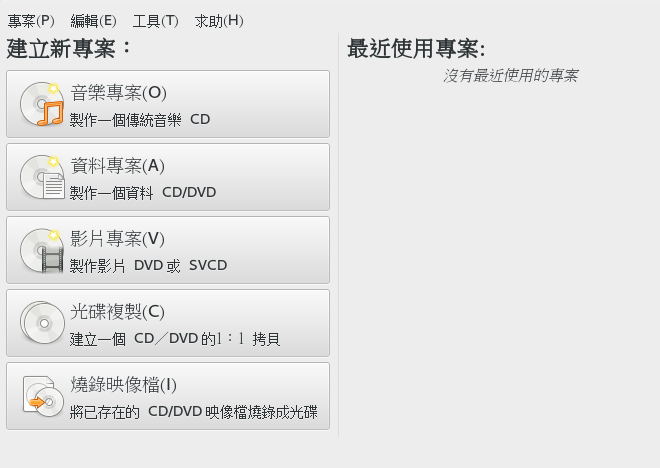 專案(P) 編輯(E) 工具(T) 求助(H)
建立新專案：
音樂專案(O)
製作一個傳統音樂 CD
資料專案(A)
製作一個資料 CD/DVD
影片專案(V)
製作影片 DVD 或 SVCD
光碟複製(C)
建立一個 CD／DVD 的1：1 拷貝
燒錄映像檔(I)
將已存在的 CD/DVD 映像檔燒錄成光碟
最近使用專案:
沒有最近使用的專案